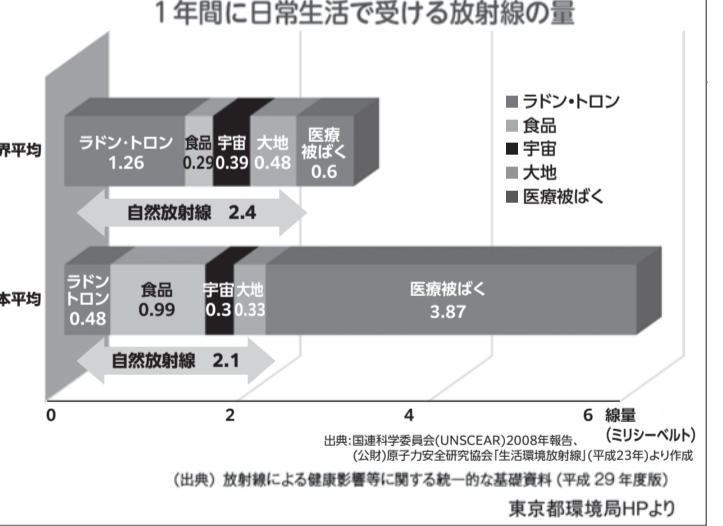 1年間に日常生活で受ける放射線の量
界平均
ラドン・トロン
1.26
食品
0.29
宇宙
0.39
大地
0.48
医療
被ばく
0.6
自然放射線 2.4
本平均
ラドン
トロン
0.48
食品
0.99
宇宙
0.3
大地
0.33
医療被ばく
3.87
自然放射線 2.1
ラドン・トロン
食品
宇宙
大地
医療被ばく
0 2 4 6 線量
(ミリシーベルト)
出典:国連科学委員会(UNSCEAR)2008年報告、
(公財)原子力安全研究協会「生活環境放射線」(平成23年)より作成
(出典) 放射線による健康影響等に関する統一的な基礎資料(平成 29 年度版)
東京都環境局HPより